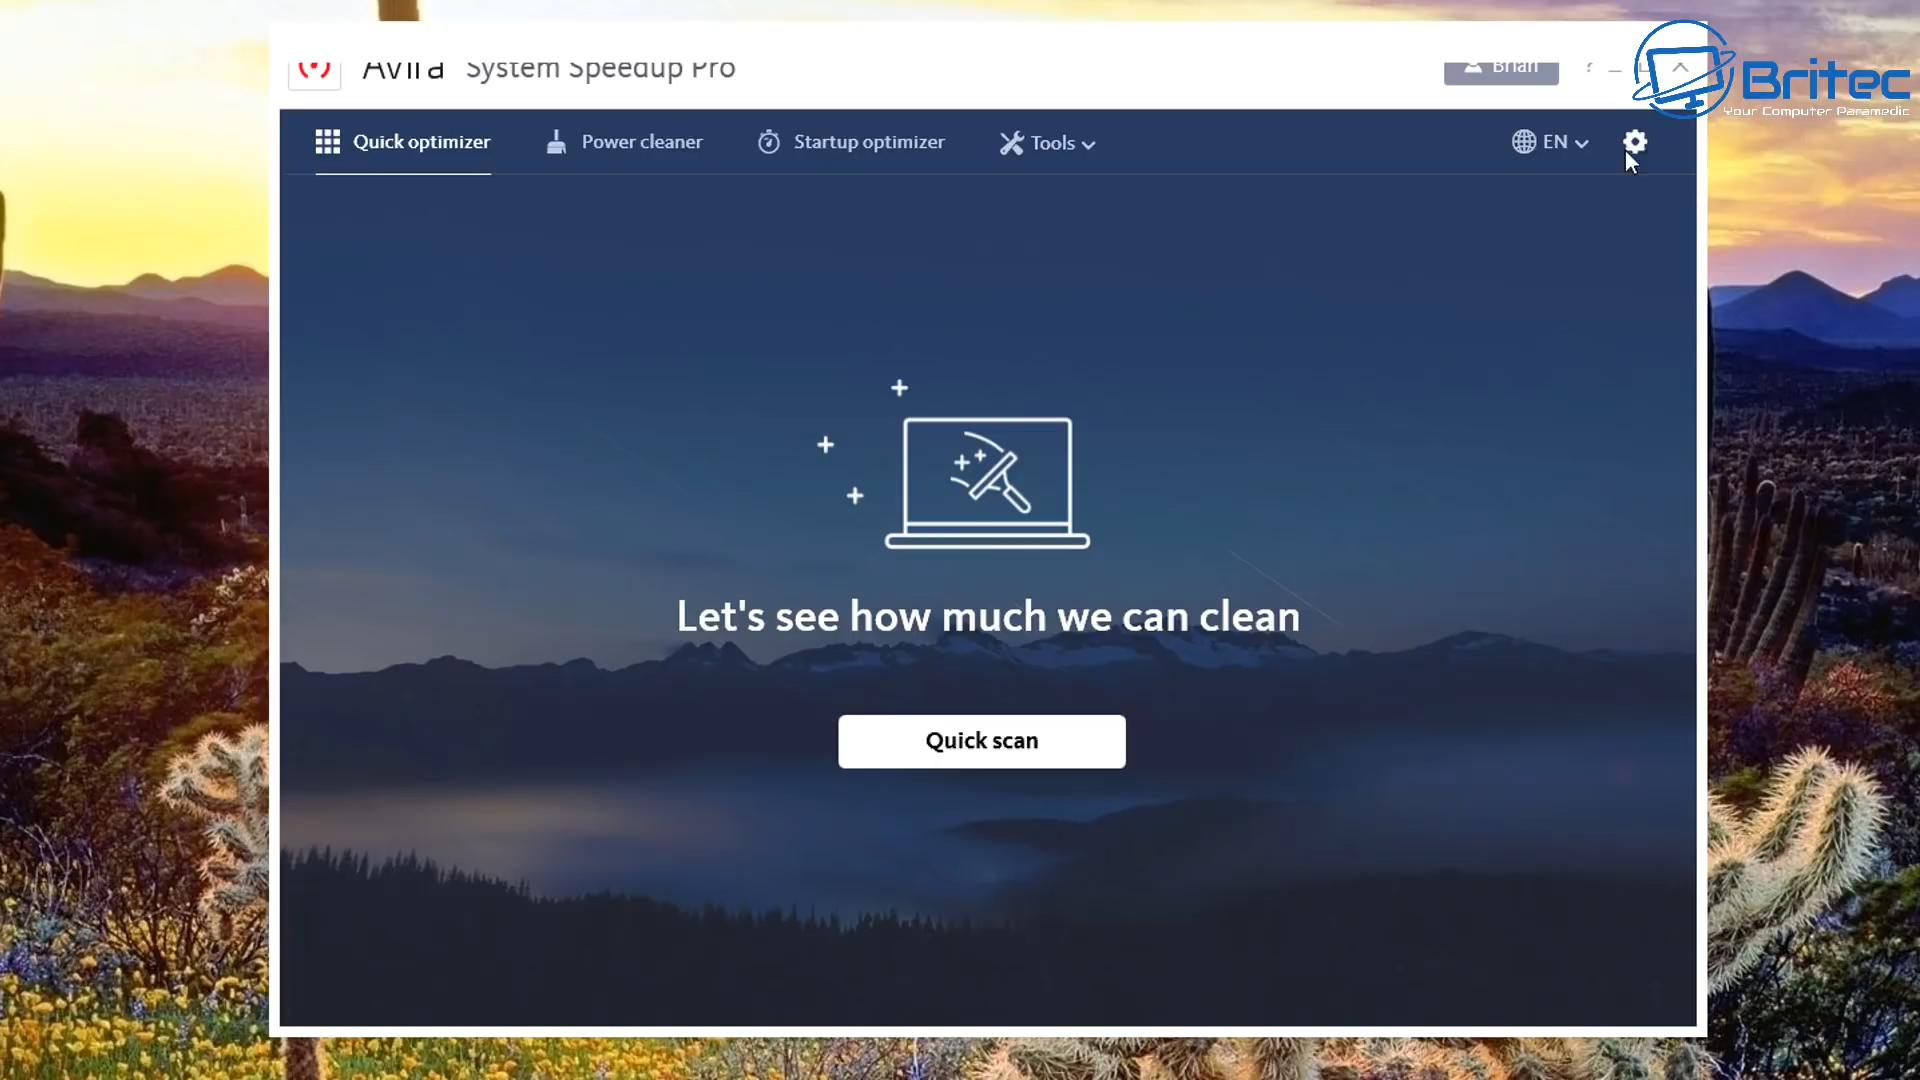 Avira System Speedup Pro
Brian
?
Britec
Your Computer Paramedic
Quick optimizer
Power cleaner
Startup optimizer
Tools
EN
Let's see how much we can clean
Quick scan